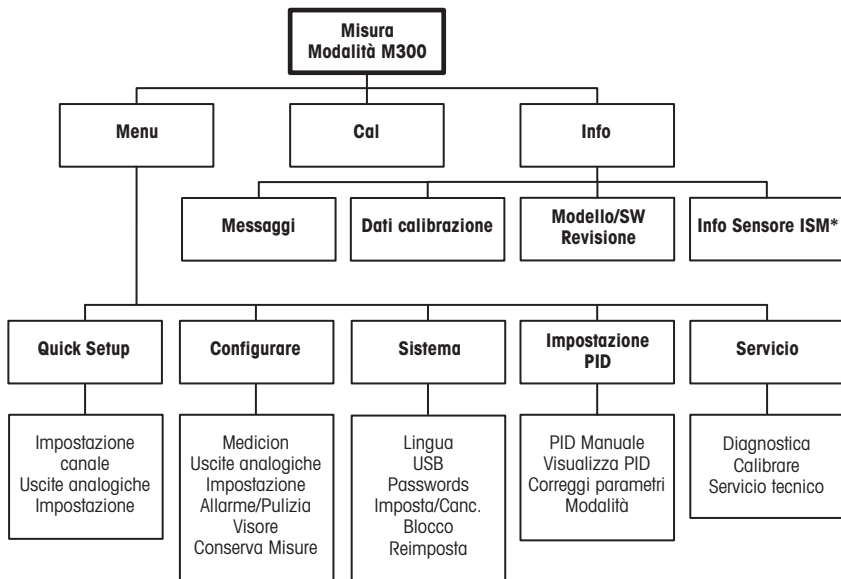 Misura
Modalità M300
Menu
Cal
Info
Messaggi
Dati calibrazione
Modello/SW
Revisione
Info Sensore ISM*
Quick Setup
Configurare
Sistema
Impostazione
PID
Servicio
Impostazione
canale
Uscite analogiche
Impostazione
Medicion
Uscite analogiche
Impostazione
Allarme/Pulizia
Visore
Conserva Misure
Lingua
USB
Passwords
Imposta/Canc.
Blocco
Reimposta
PID Manuale
Visualizza PID
Correggi parametri
Modalità
Diagnostica
Calibrare
Servicio tecnico